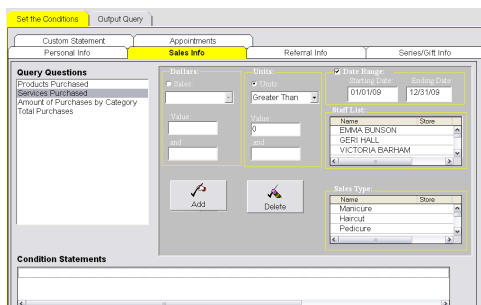 Set the Conditions Output Query
Custom Statement Appointments
Personal Info Sales Info Referral Info Series/Gift Info
Query Questions
Products Purchased
Services Purchased
Amount of Purchases by Category
Total Purchases
Dollars:
Sales:
Value:
and
Units:
Units:
Greater Than
Value:
0
and
Date Range:
Starting Date: Ending Date:
01/01/09 12/31/09
Staff List:
Name Store
EMMA BUNSON
GERI HALL
VICTORIA BARHAM
Add
Delete
Sales Type:
Name Store
Manicure
Haircut
Pedicure
Condition Statements